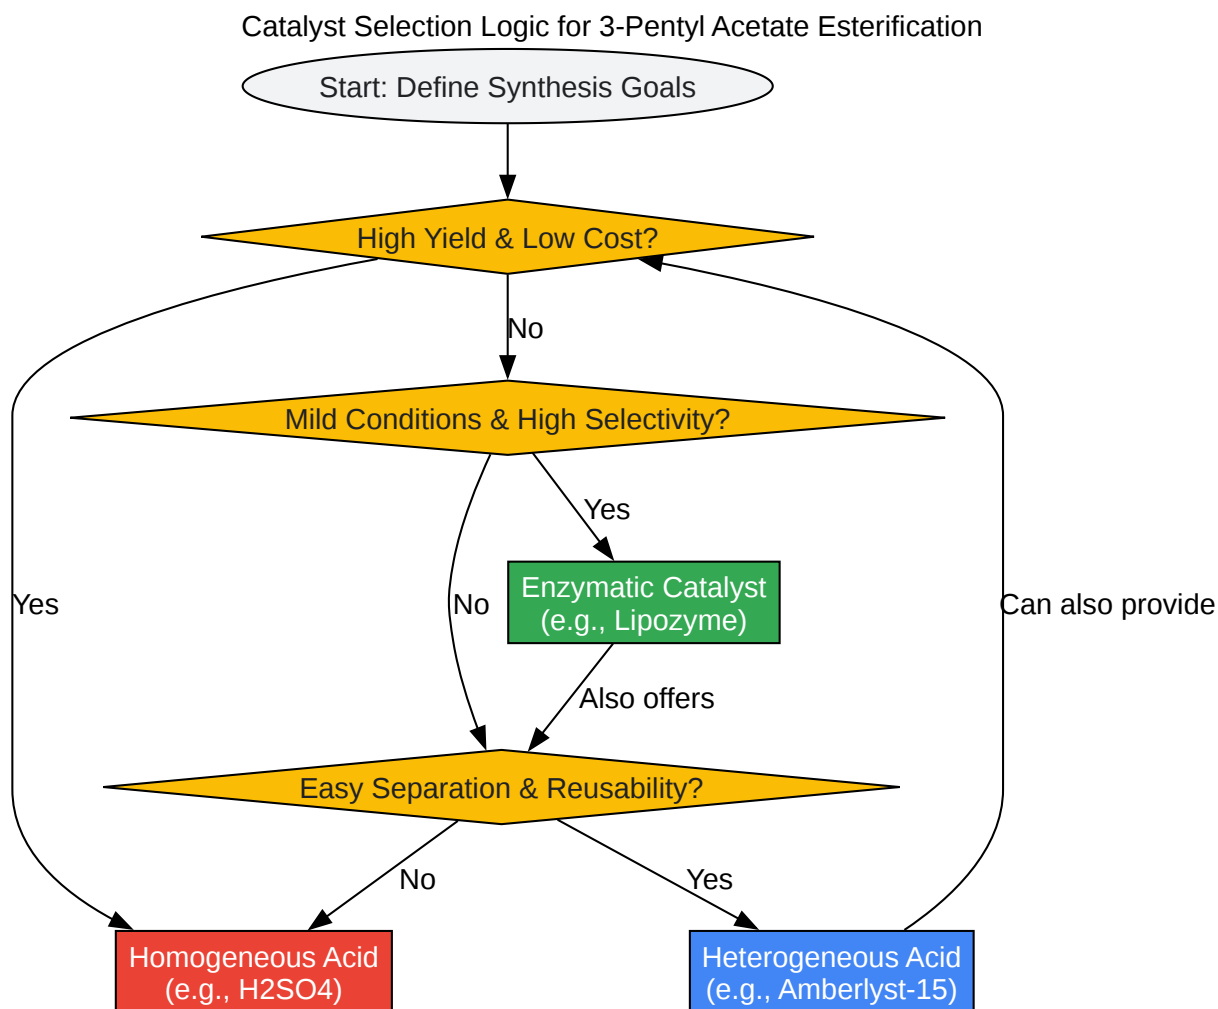 Catalyst Selection Logic for 3-Pentyl Acetate Esterification
Start: Define Synthesis Goals
High Yield & Low Cost?
No
Mild Conditions & High Selectivity?
Yes
Enzymatic Catalyst
(e.g., Lipozyme)
Yes
No
Can also provide
Also offers
Easy Separation & Reusability?
No
Yes
Homogeneous Acid
(e.g., H2SO4)
Heterogeneous Acid
(e.g., Amberlyst-15)